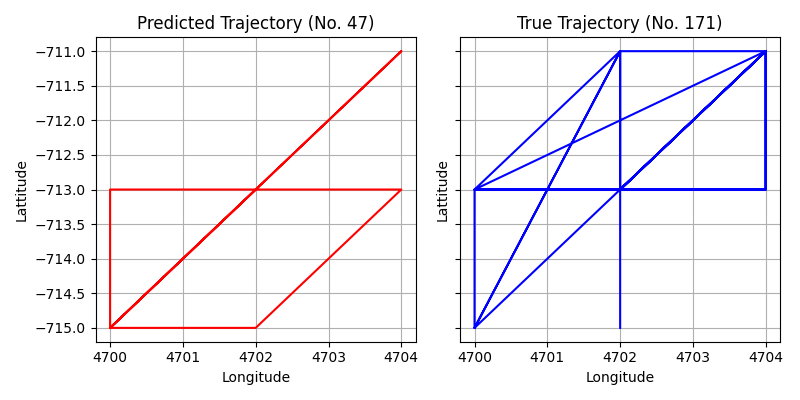 Predicted Trajectory (No. 47)
True Trajectory (No. 171)
Lattitude
−711.0
−711.5
−712.0
−712.5
−713.0
−713.5
−714.0
−714.5
−715.0
4700 4701 4702 4703 4704
Longitude
Lattitude
4700 4701 4702 4703 4704
Longitude